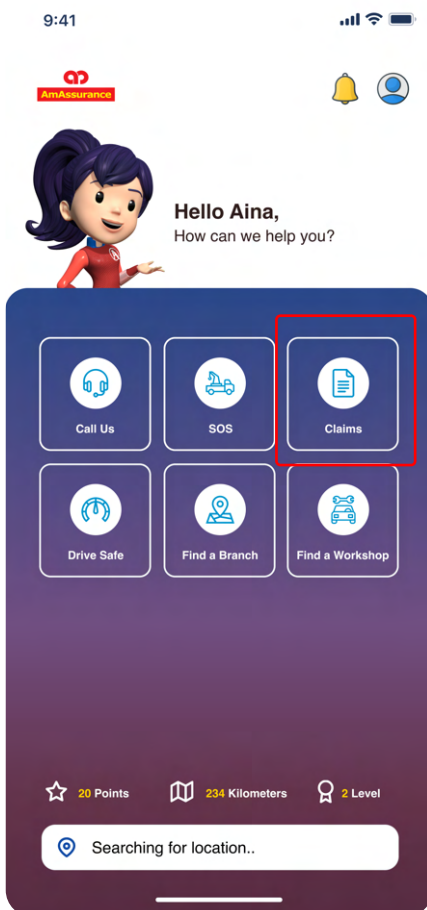 9:41
AmAssurance
Hello Aina,
How can we help you?
Call Us
SOS
Claims
Drive Safe
Find a Branch
Find a Workshop
20 Points
234 Kilometers
2 Level
Searching for location..